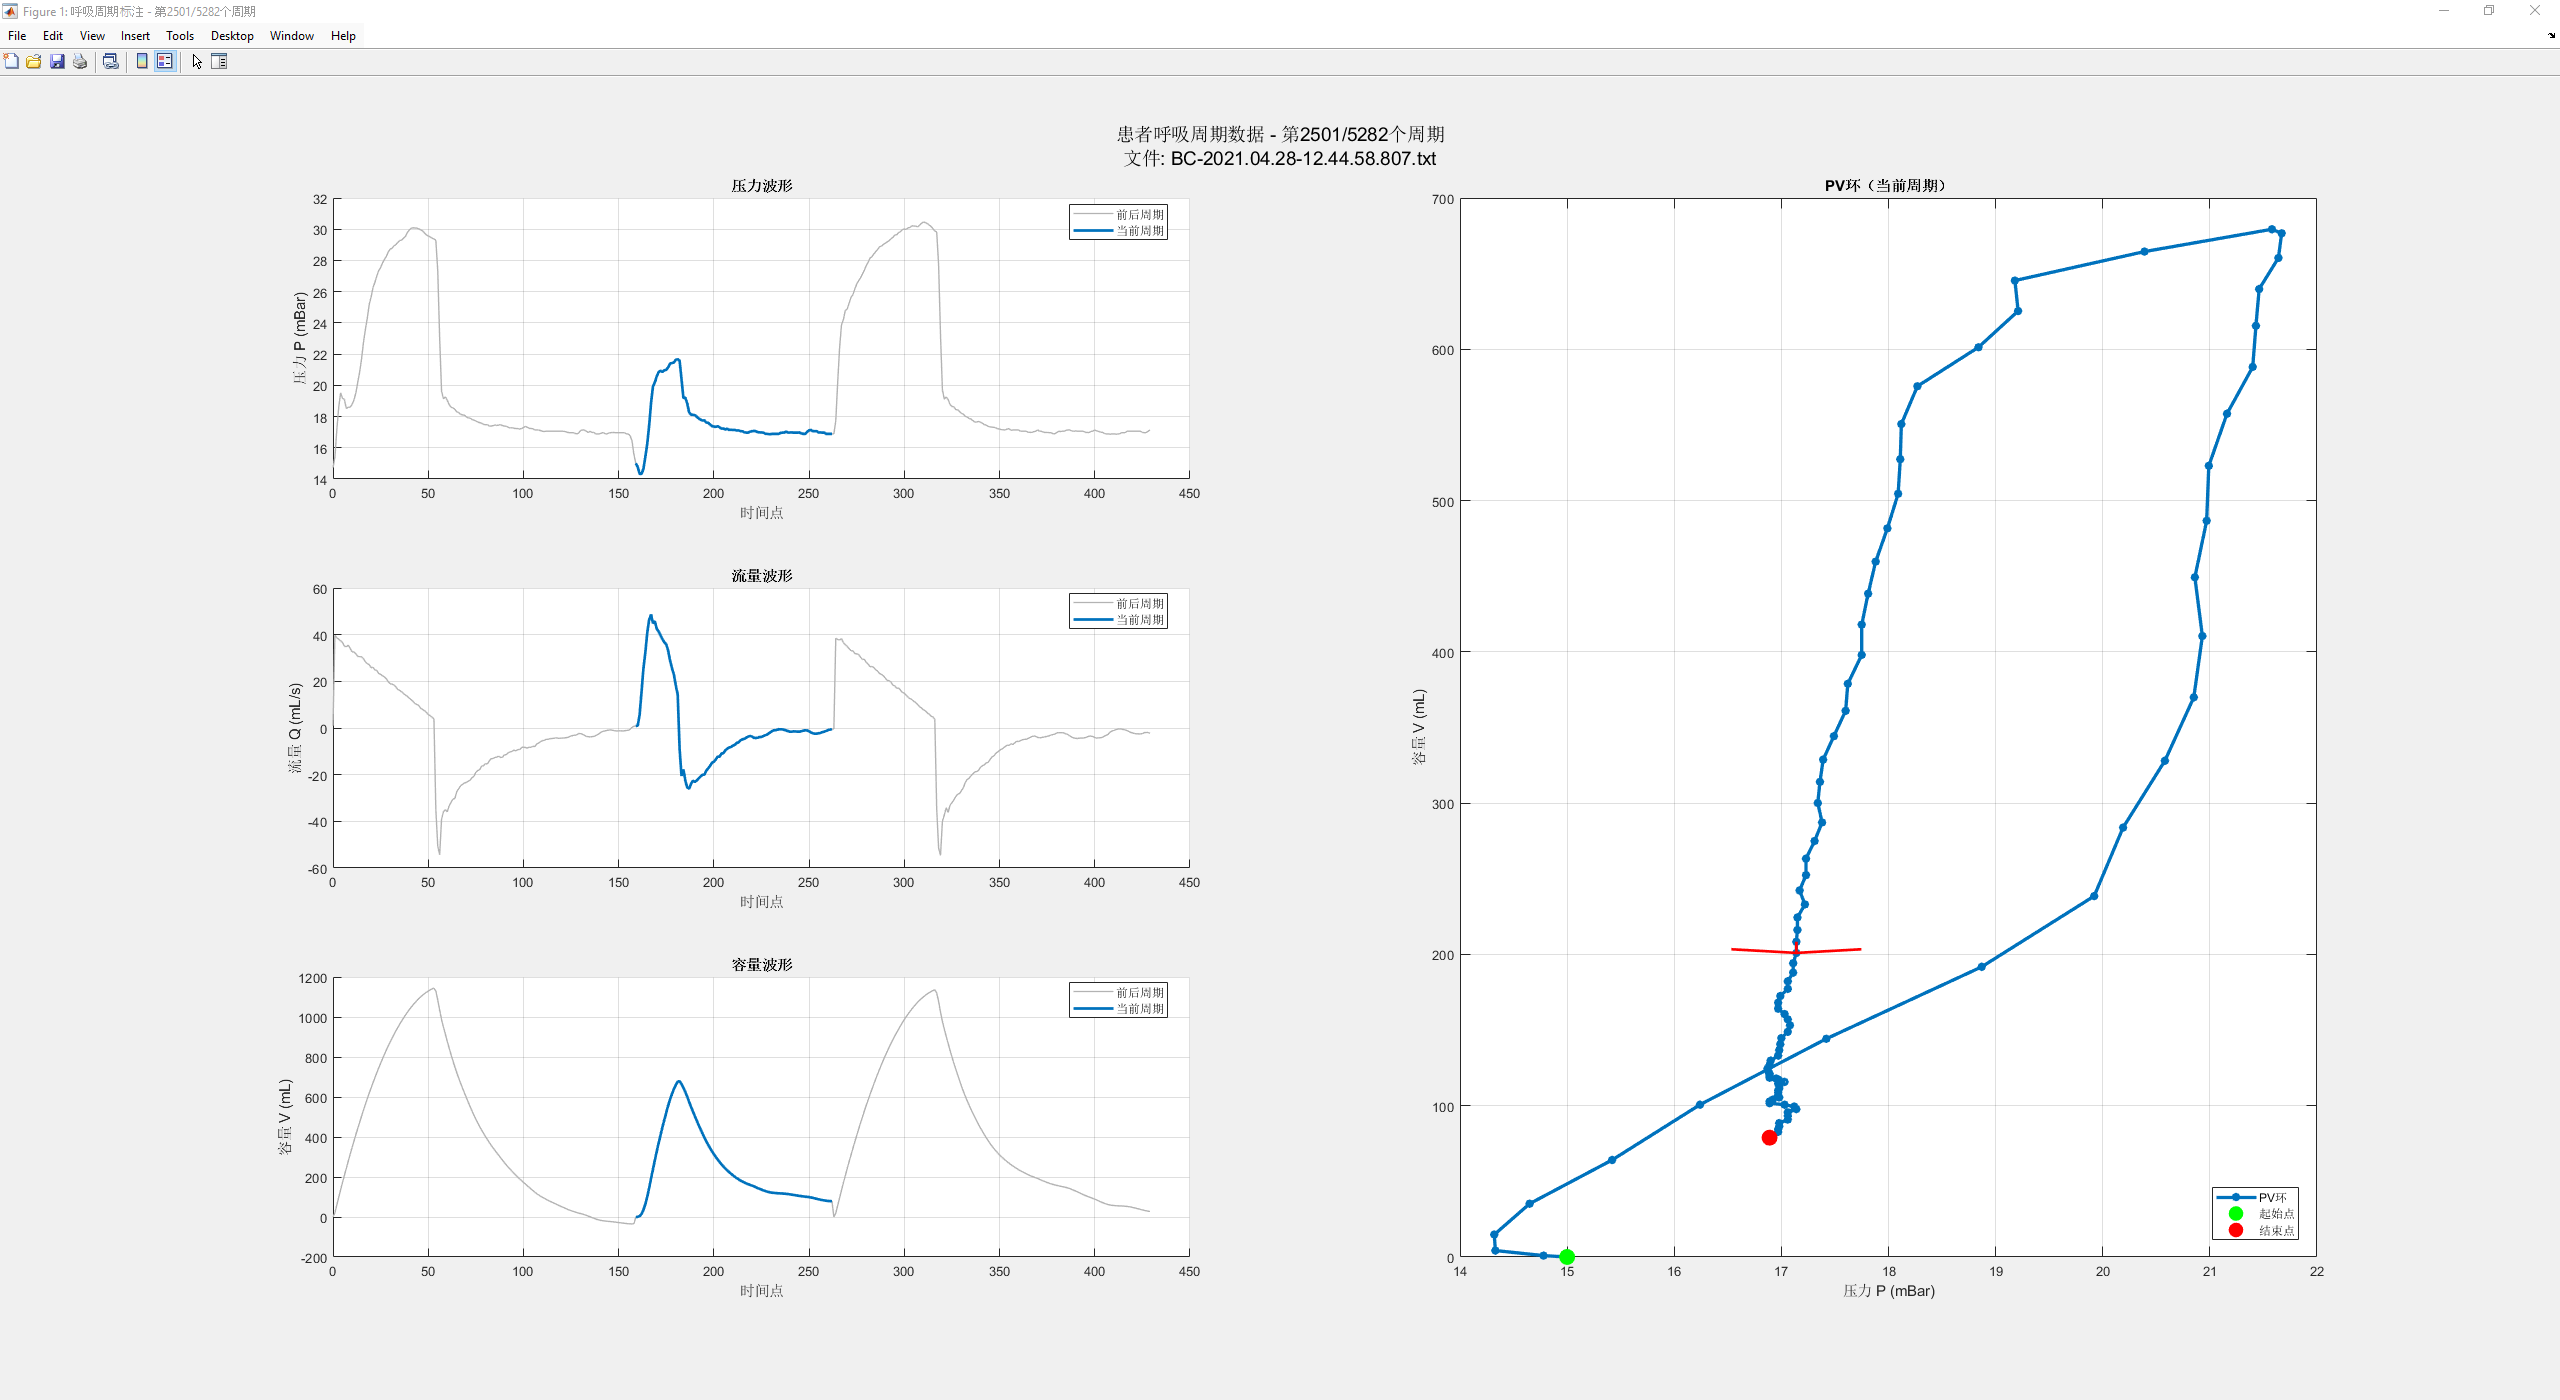 Figure 1: 呼吸周期标注 - 第2501/5282个周期
File Edit View Insert Tools Desktop Window Help
患者呼吸周期数据 - 第2501/5282个周期
文件: BC-2021.04.28-12.44.58.807.txt
压力波形
前后周期
当前周期
压力 P (mBar)
32
30
28
26
24
22
20
18
16
14
0 50 100 150 200 250 300 350 400 450
时间点
流量波形
前后周期
当前周期
流量 Q (mL/s)
60
40
20
0
-20
-40
-60
0 50 100 150 200 250 300 350 400 450
时间点
容量波形
前后周期
当前周期
容量 V (mL)
1200
1000
800
600
400
200
0
-200
0 50 100 150 200 250 300 350 400 450
时间点
PV环（当前周期）
容量 V (mL)
700
600
500
400
300
200
100
0
PV环
起始点
结束点
14 15 16 17 18 19 20 21 22
压力 P (mBar)